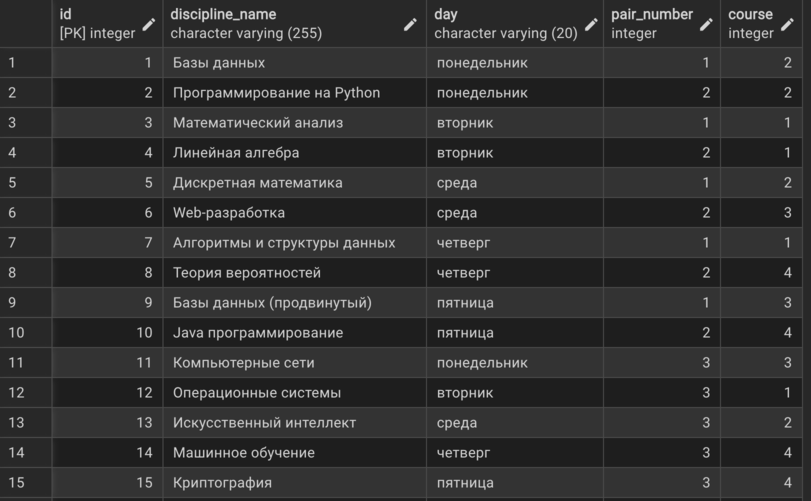 id discipline_name day pair_number course
[PK] integer character varying (255) character varying (20) integer integer
1 1 Базы данных понедельник 1 2
2 2 Программирование на Python понедельник 2 2
3 3 Математический анализ вторник 1 1
4 4 Линейная алгебра вторник 2 1
5 5 Дискретная математика среда 1 2
6 6 Web-разработка среда 2 3
7 7 Алгоритмы и структуры данных четверг 1 1
8 8 Теория вероятностей четверг 2 4
9 9 Базы данных (продвинутый) пятница 1 3
10 10 Java программирование пятница 2 4
11 11 Компьютерные сети понедельник 3 3
12 12 Операционные системы вторник 3 1
13 13 Искусственный интеллект среда 3 2
14 14 Машинное обучение четверг 3 4
15 15 Криптография пятница 3 4